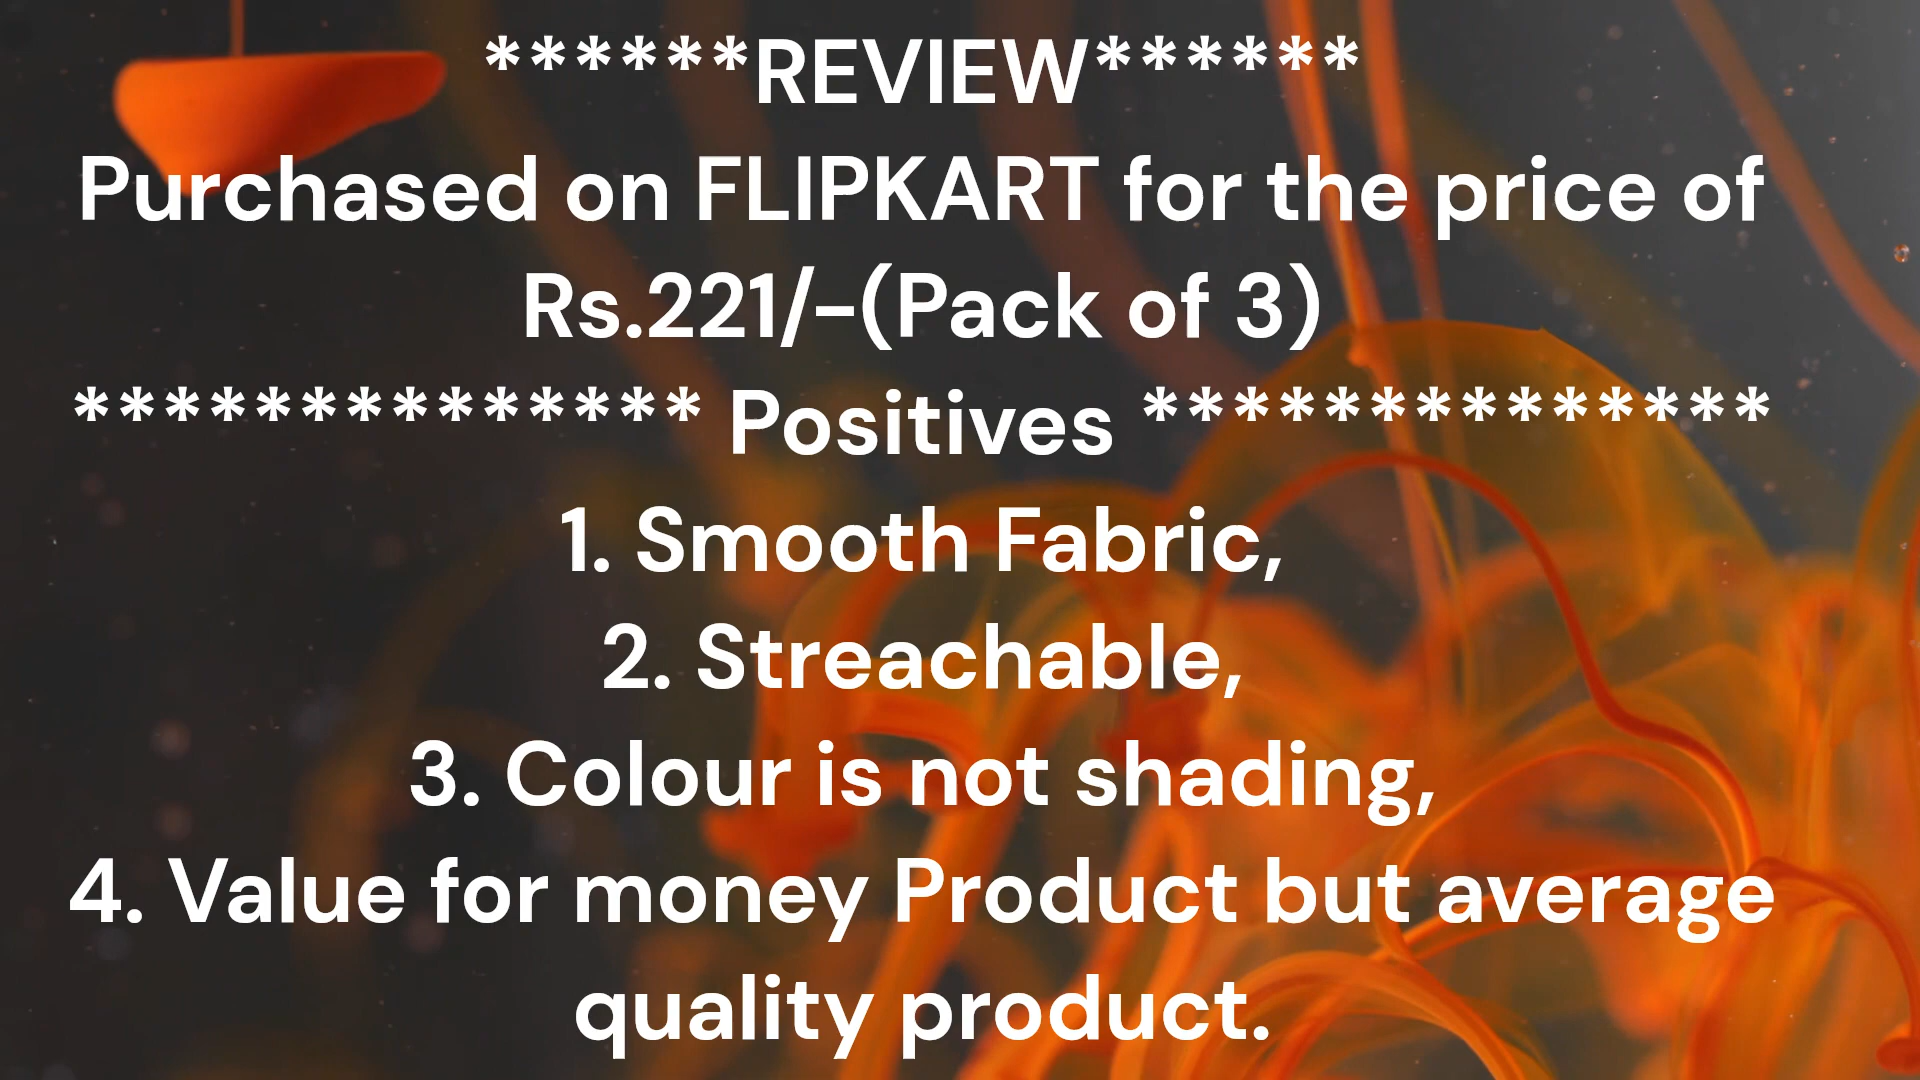 ******REVIEW******
Purchased on FLIPKART for the price of
Rs.221/-(Pack of 3)
************** Positives **************
1. Smooth Fabric,
2. Streachable,
3. Colour is not shading,
4. Value for money Product but average
quality product.